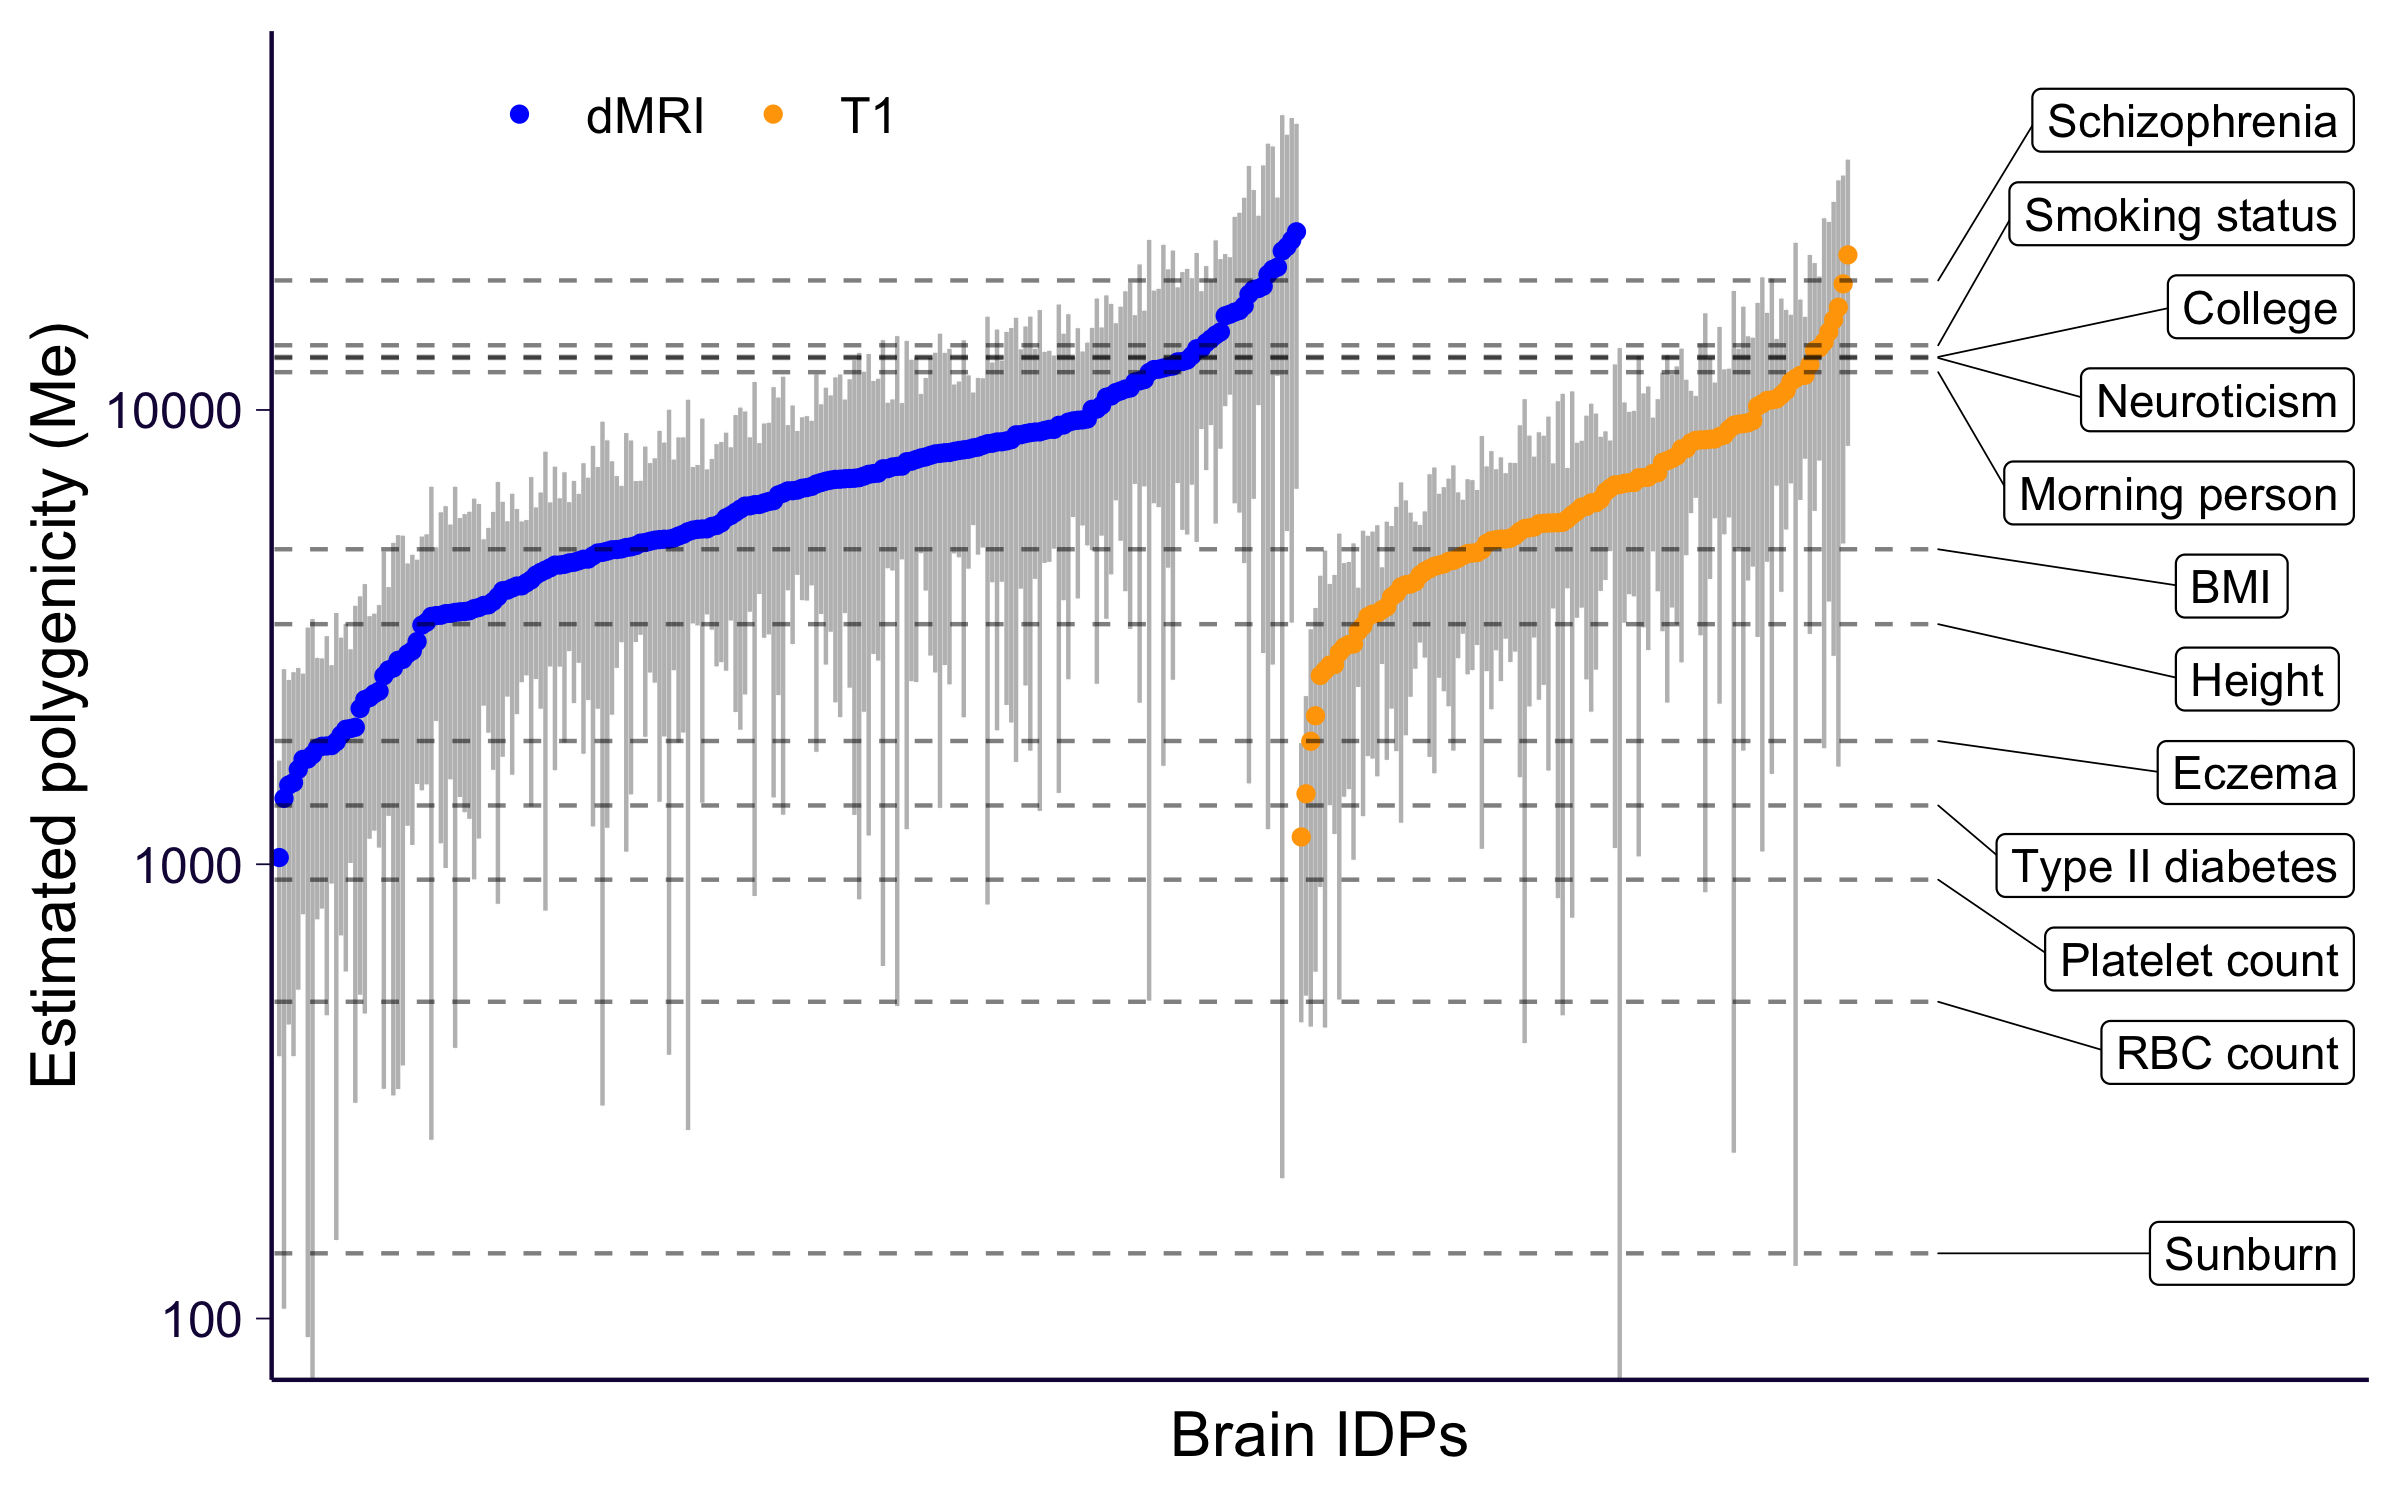 dMRI
T1
Estimated polygenicity (Me)
10000
1000
100
Brain IDPs
Schizophrenia
Smoking status
College
Neuroticism
Morning person
BMI
Height
Eczema
Type II diabetes
Platelet count
RBC count
Sunburn